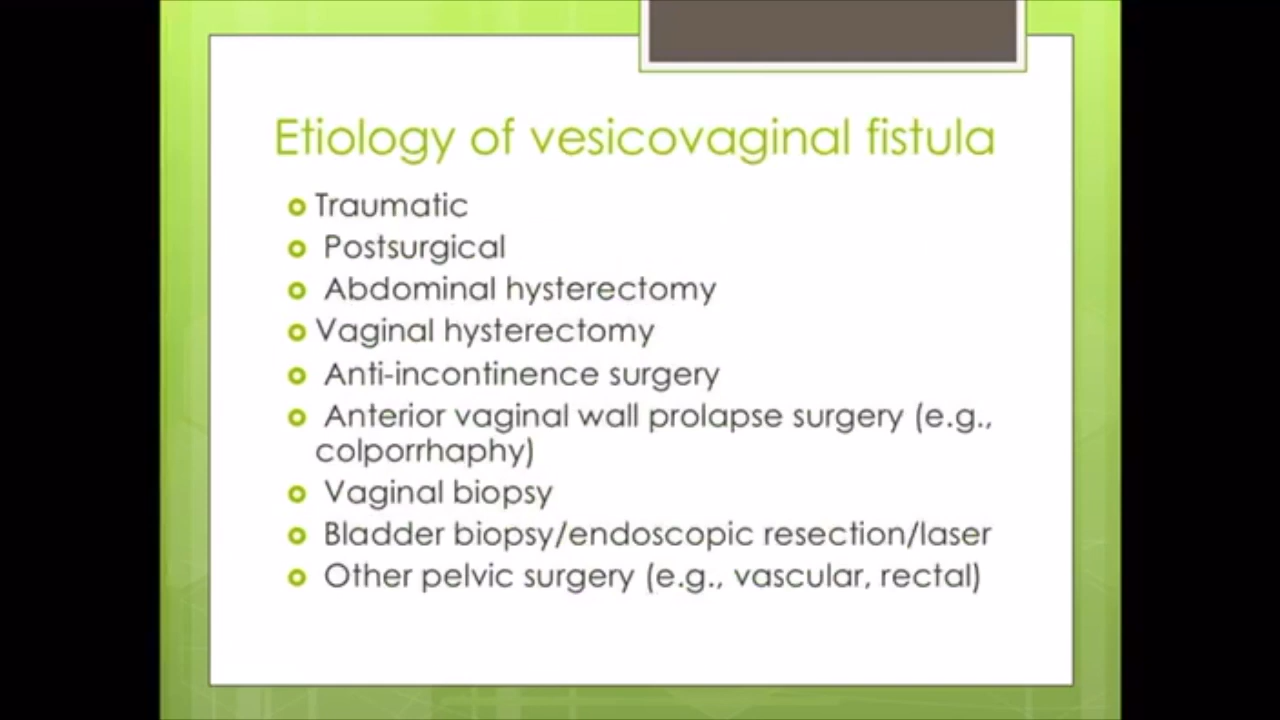 Etiology of vesicovaginal fistula
Traumatic
Postsurgical
Abdominal hysterectomy
Vaginal hysterectomy
Anti-incontinence surgery
Anterior vaginal wall prolapse surgery (e.g.,
colporrhaphy)
Vaginal biopsy
Bladder biopsy/endoscopic resection/laser
Other pelvic surgery (e.g., vascular, rectal)